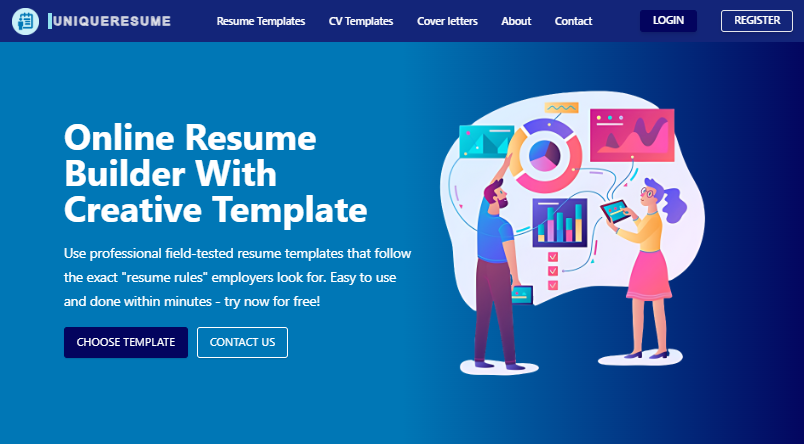 UNIQUERESUME
Resume Templates
CV Templates
Cover letters
About
Contact
LOGIN
REGISTER
Online Resume
Builder With
Creative Template
Use professional field-tested resume templates that follow
the exact "resume rules" employers look for. Easy to use
and done within minutes - try now for free!
CHOOSE TEMPLATE
CONTACT US